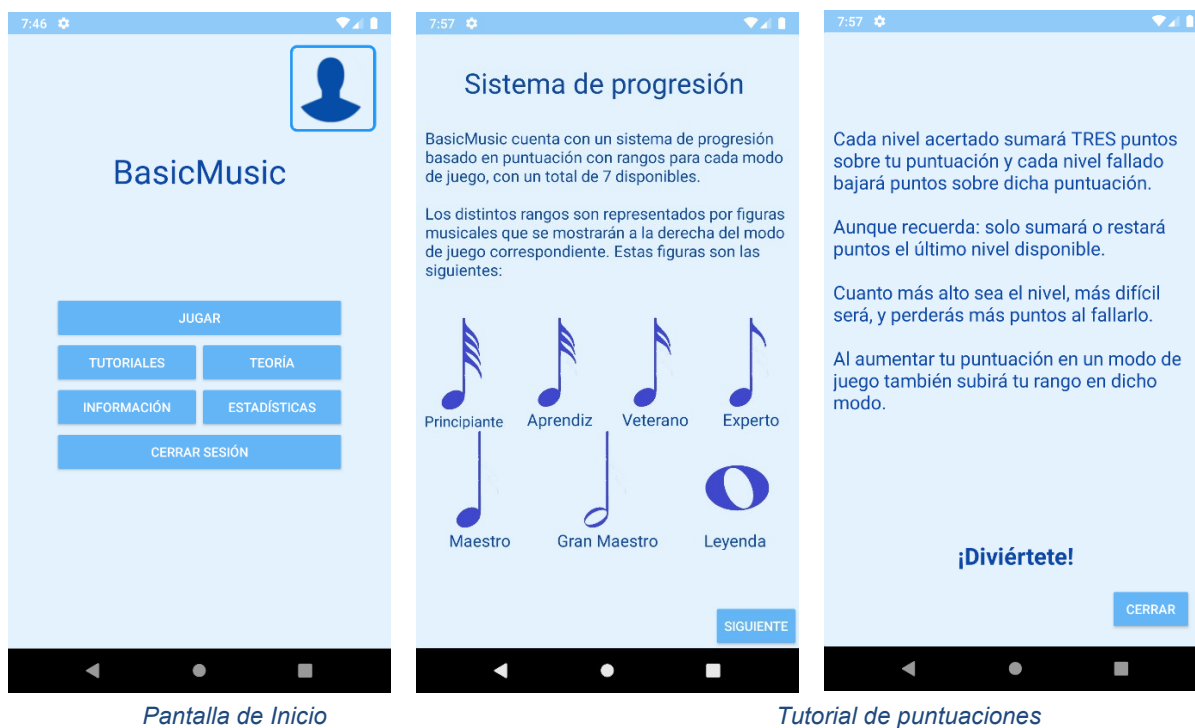 7:46
BasicMusic
JUGAR
TUTORIALES
TEORÍA
INFORMACIÓN
ESTADÍSTICAS
CERRAR SESIÓN
Pantalla de Inicio
7:57
Sistema de progresión
BasicMusic cuenta con un sistema de progresión
basado en puntuación con rangos para cada modo
de juego, con un total de 7 disponibles.
Los distintos rangos son representados por figuras
musicales que se mostrarán a la derecha del modo
de juego correspondiente. Estas figuras son las
siguientes:
Principiante
Aprendiz
Veterano
Experto
Maestro
Gran Maestro
Leyenda
SIGUIENTE
7:57
Cada nivel acertado sumará TRES puntos
sobre tu puntuación y cada nivel fallado
bajará puntos sobre dicha puntuación.
Aunque recuerda: solo sumará o restará
puntos el último nivel disponible.
Cuanto más alto sea el nivel, más difícil
será, y perderás más puntos al fallarlo.
Al aumentar tu puntuación en un modo de
juego también subirá tu rango en dicho
modo.
¡Diviértete!
CERRAR
Tutorial de puntuaciones